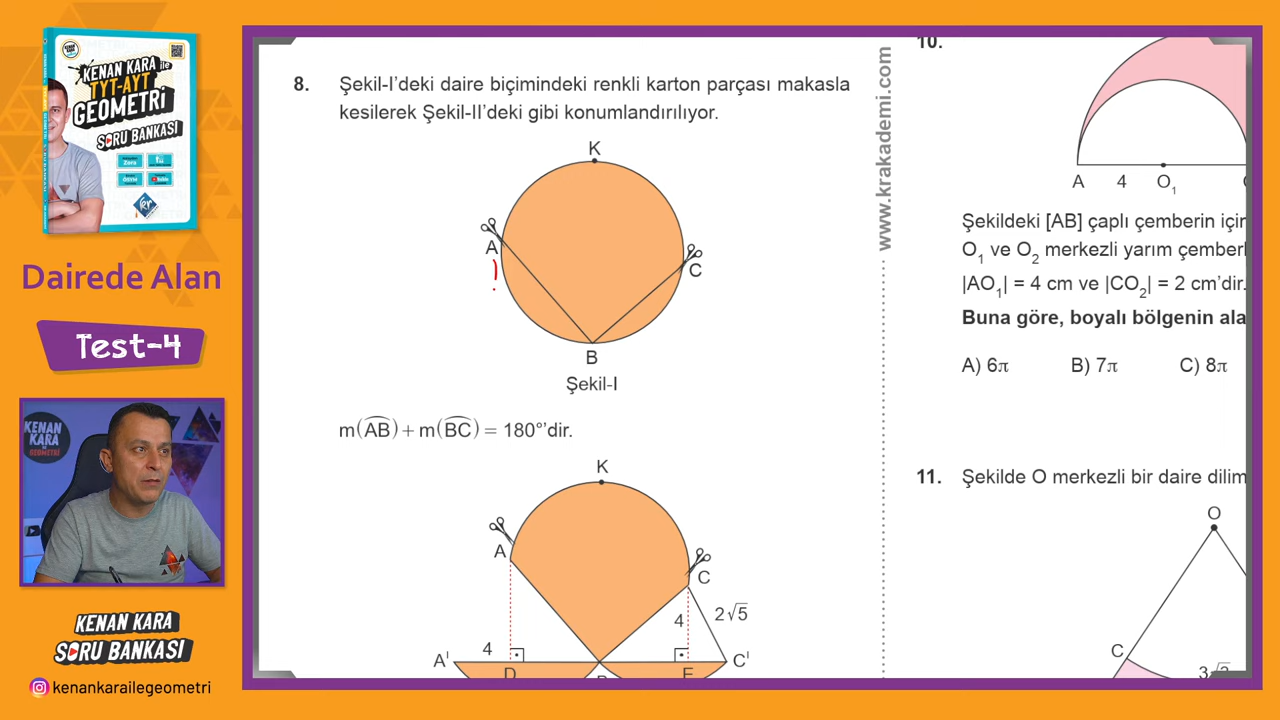 KENAN KARA ile
TYT-AYT
GEOMETRİ
SORU BANKASI
Dairede Alan
Test-4
KENAN
KARA
GEOMETRİ
KENAN KARA
SORU BANKASI
kenankarailegeometri
8. Şekil-I'deki daire biçimindeki renkli karton parçası makasla
kesilerek Şekil-II'deki gibi konumlandırılıyor.
K
A
C
B
Şekil-I
m(AB) + m(BC) = 180°'dir.
K
A
C
4
2√5
4
A'
C'
D
B
E
www.krakademi.com
10.
A 4 O1
Şekildeki [AB] çaplı çemberin için
O1 ve O2 merkezli yarım çemberl
|AO1| = 4 cm ve |CO2| = 2 cm'dir.
Buna göre, boyalı bölgenin ala
A) 6π B) 7π C) 8π
11. Şekilde O merkezli bir daire dilim
O
C